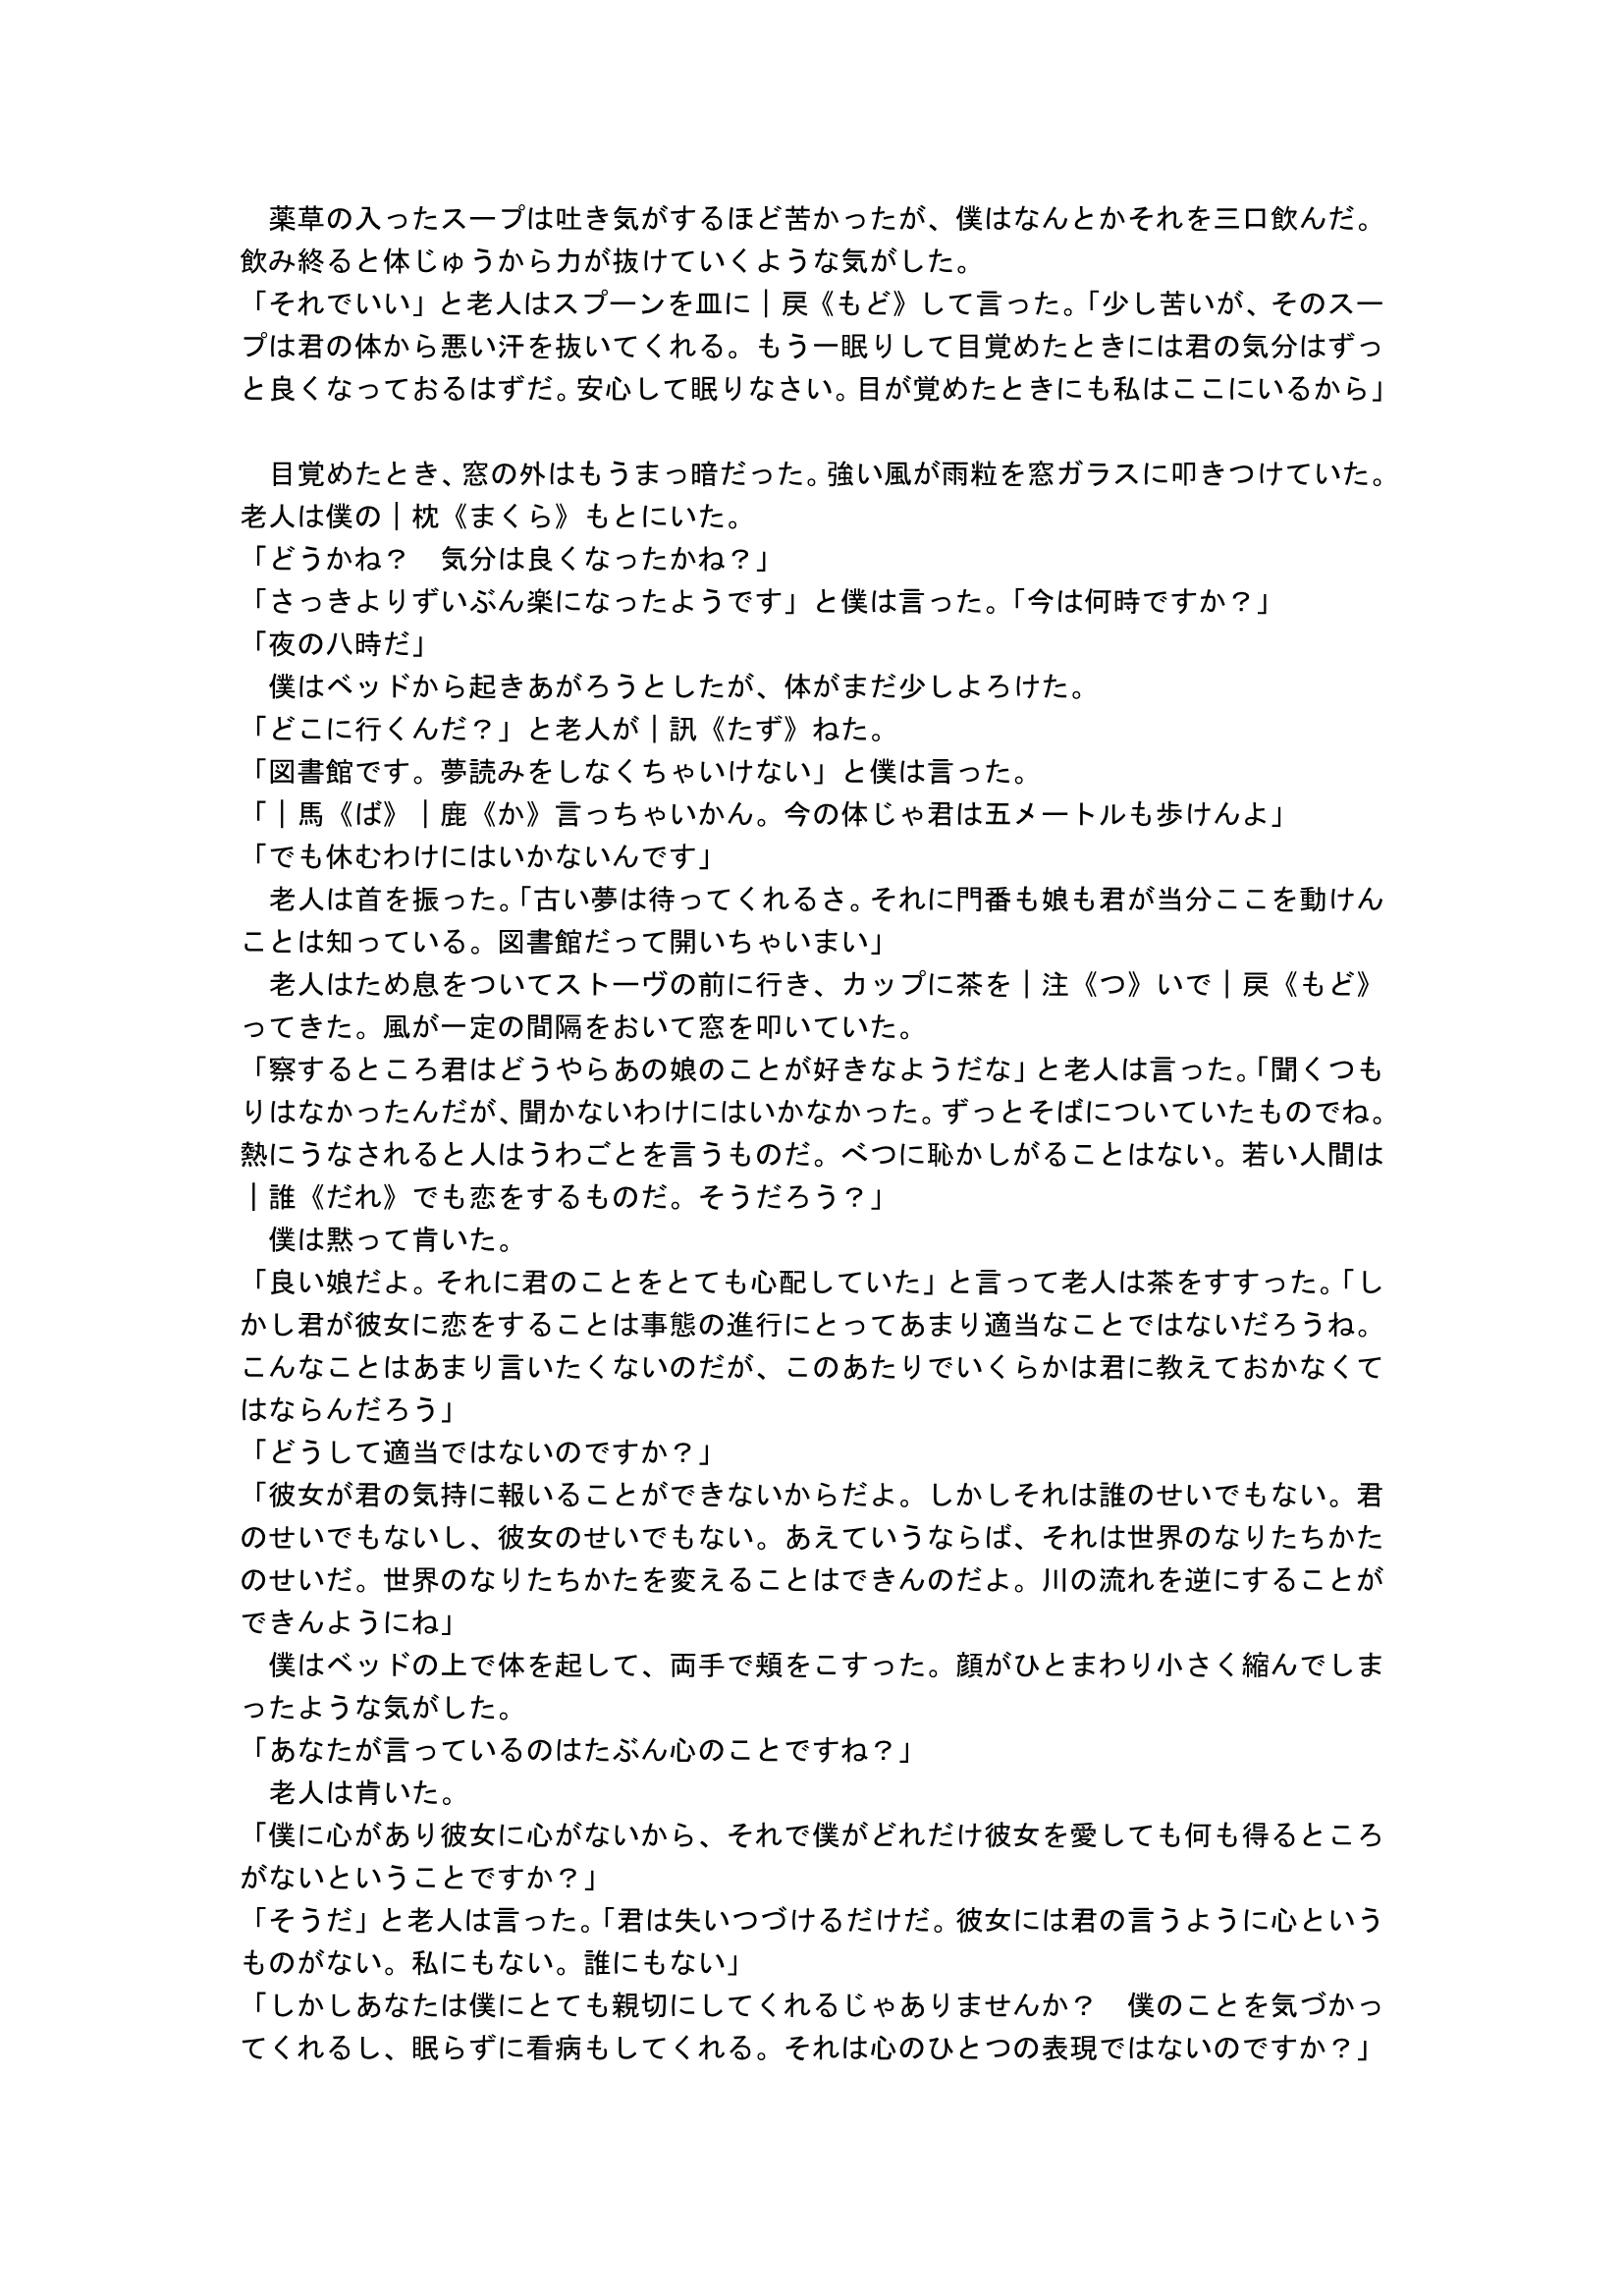 薬草の入ったスープは吐き気がするほど苦かったが、僕はなんとかそれを三口飲んだ。
飲み終ると体じゅうから力が抜けていくような気がした。
「それでいい」と老人はスプーンを皿に｜戻《もど》して言った。「少し苦いが、そのスー
プは君の体から悪い汗を抜いてくれる。もう一眠りして目覚めたときには君の気分はずっ
と良くなっておるはずだ。安心して眠りなさい。目が覚めたときにも私はここにいるから」

　目覚めたとき、窓の外はもうまっ暗だった。強い風が雨粒を窓ガラスに叩きつけていた。
老人は僕の｜枕《まくら》もとにいた。
「どうかね？　気分は良くなったかね？」
「さっきよりずいぶん楽になったようです」と僕は言った。「今は何時ですか？」
「夜の八時だ」
　僕はベッドから起きあがろうとしたが、体がまだ少しよろけた。
「どこに行くんだ？」と老人が｜訊《たず》ねた。
「図書館です。夢読みをしなくちゃいけない」と僕は言った。
「｜馬《ば》｜鹿《か》言っちゃいかん。今の体じゃ君は五メートルも歩けんよ」
「でも休むわけにはいかないんです」
　老人は首を振った。「古い夢は待ってくれるさ。それに門番も娘も君が当分ここを動けん
ことは知っている。図書館だって開いちゃいまい」
　老人はため息をついてストーヴの前に行き、カップに茶を｜注《つ》いで｜戻《もど》
ってきた。風が一定の間隔をおいて窓を叩いていた。
「察するところ君はどうやらあの娘のことが好きなようだな」と老人は言った。「聞くつも
りはなかったんだが、聞かないわけにはいかなかった。ずっとそばについていたものでね。
熱にうなされると人はうわごとを言うものだ。べつに恥かしがることはない。若い人間は
｜誰《だれ》でも恋をするものだ。そうだろう？」
　僕は黙って肯いた。
「良い娘だよ。それに君のことをとても心配していた」と言って老人は茶をすすった。「し
かし君が彼女に恋をすることは事態の進行にとってあまり適当なことではないだろうね。
こんなことはあまり言いたくないのだが、このあたりでいくらかは君に教えておかなくて
はならんだろう」
「どうして適当ではないのですか？」
「彼女が君の気持に報いることができないからだよ。しかしそれは誰のせいでもない。君
のせいでもないし、彼女のせいでもない。あえていうならば、それは世界のなりたちかた
のせいだ。世界のなりたちかたを変えることはできんのだよ。川の流れを逆にすることが
できんようにね」
　僕はベッドの上で体を起して、両手で頬をこすった。顔がひとまわり小さく縮んでしま
ったような気がした。
「あなたが言っているのはたぶん心のことですね？」
　老人は肯いた。
「僕に心があり彼女に心がないから、それで僕がどれだけ彼女を愛しても何も得るところ
がないということですか？」
「そうだ」と老人は言った。「君は失いつづけるだけだ。彼女には君の言うように心という
ものがない。私にもない。誰にもない」
「しかしあなたは僕にとても親切にしてくれるじゃありませんか？　僕のことを気づかっ
てくれるし、眠らずに看病もしてくれる。それは心のひとつの表現ではないのですか？」